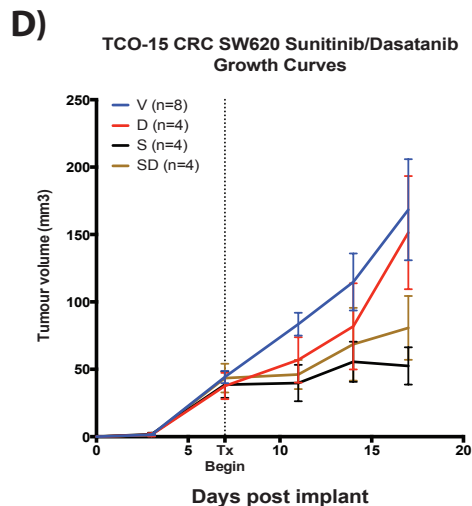 D)
TCO-15 CRC SW620 Sunitinib/Dasatanib
Growth Curves
250
200
150
100
50
0
Tumour volume (mm3)
V (n=8)
D (n=4)
S (n=4)
SD (n=4)
0
5
Tx
Begin
10
15
20
Days post implant